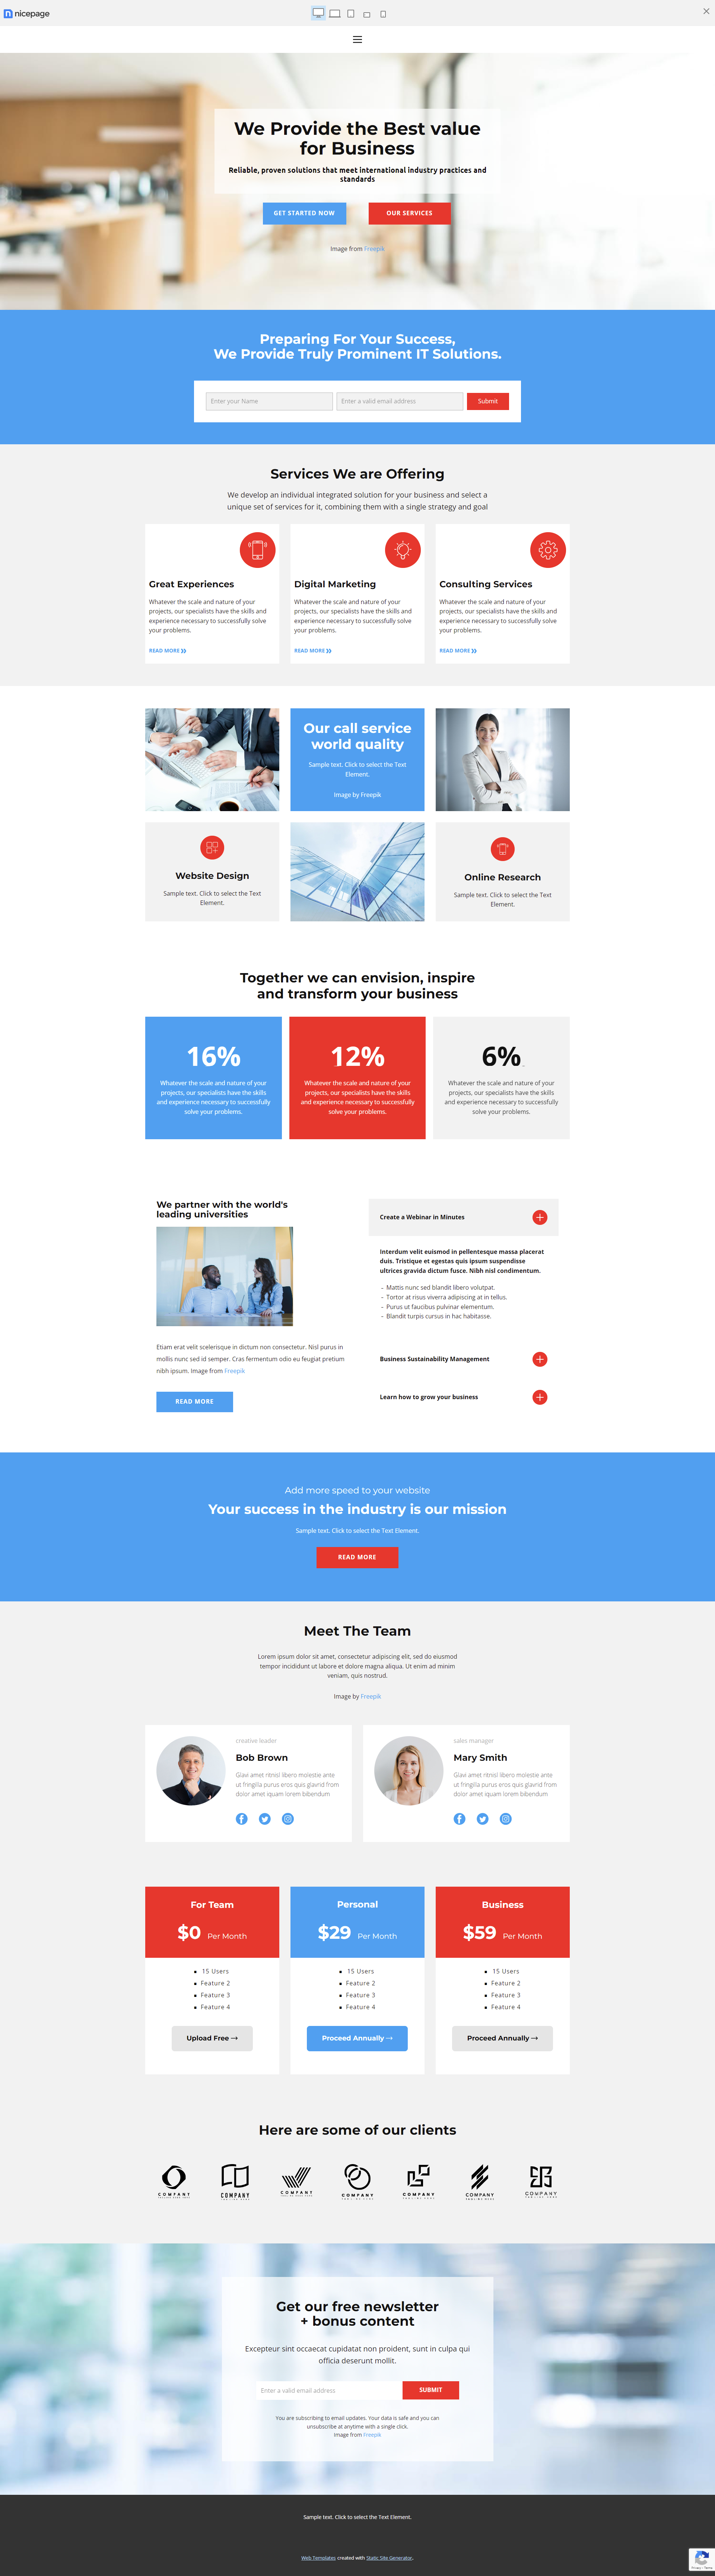 nicepage
We Provide the Best value
for Business
Reliable, proven solutions that meet international industry practices and
standards
GET STARTED NOW
OUR SERVICES
Image from Freepik
Preparing For Your Success,
We Provide Truly Prominent IT Solutions.
Enter your Name
Enter a valid email address
Submit
Services We are Offering
We develop an individual integrated solution for your business and select a
unique set of services for it, combining them with a single strategy and goal
Great Experiences
Whatever the scale and nature of your
projects, our specialists have the skills and
experience necessary to successfully solve
your problems.
READ MORE
Digital Marketing
Whatever the scale and nature of your
projects, our specialists have the skills and
experience necessary to successfully solve
your problems.
READ MORE
Consulting Services
Whatever the scale and nature of your
projects, our specialists have the skills and
experience necessary to successfully solve
your problems.
READ MORE
Our call service
world quality
Sample text. Click to select the Text
Element.
Image by Freepik
Website Design
Sample text. Click to select the Text
Element.
Online Research
Sample text. Click to select the Text
Element.
Together we can envision, inspire
and transform your business
16%
Whatever the scale and nature of your
projects, our specialists have the skills
and experience necessary to successfully
solve your problems.
12%
Whatever the scale and nature of your
projects, our specialists have the skills
and experience necessary to successfully
solve your problems.
6%
Whatever the scale and nature of your
projects, our specialists have the skills
and experience necessary to successfully
solve your problems.
We partner with the world's
leading universities
Etiam erat velit scelerisque in dictum non consectetur. Nisl purus in
mollis nunc sed id semper. Cras fermentum odio eu feugiat pretium
nibh ipsum. Image from Freepik
READ MORE
Create a Webinar in Minutes
Interdum velit euismod in pellentesque massa placerat
duis. Tristique et egestas quis ipsum suspendisse
ultrices gravida dictum fusce. Nibh nisl condimentum.
– Mattis nunc sed blandit libero volutpat.
– Tortor at risus viverra adipiscing at in tellus.
– Purus ut faucibus pulvinar elementum.
– Blandit turpis cursus in hac habitasse.
Business Sustainability Management
Learn how to grow your business
Add more speed to your website
Your success in the industry is our mission
Sample text. Click to select the Text Element.
READ MORE
Meet The Team
Lorem ipsum dolor sit amet, consectetur adipiscing elit, sed do eiusmod
tempor incididunt ut labore et dolore magna aliqua. Ut enim ad minim
veniam, quis nostrud.
Image by Freepik
creative leader
Bob Brown
Glavi amet ritnisl libero molestie ante
ut fringilla purus eros quis glavrid from
dolor amet iquam lorem bibendum
sales manager
Mary Smith
Glavi amet ritnisl libero molestie ante
ut fringilla purus eros quis glavrid from
dolor amet iquam lorem bibendum
For Team
$0 Per Month
15 Users
Feature 2
Feature 3
Feature 4
Upload Free →
Personal
$29 Per Month
15 Users
Feature 2
Feature 3
Feature 4
Proceed Annually →
Business
$59 Per Month
15 Users
Feature 2
Feature 3
Feature 4
Proceed Annually →
Here are some of our clients
COMPANY
COMPANY
COMPANY
COMPANY
COMPANY
COMPANY
COMPANY
Get our free newsletter
+ bonus content
Excepteur sint occaecat cupidatat non proident, sunt in culpa qui
officia deserunt mollit.
Enter a valid email address
SUBMIT
You are subscribing to email updates. Your data is safe and you can
unsubscribe at anytime with a single click.
Image from Freepik
Sample text. Click to select the Text Element.
Web Templates created with Static Site Generator.
Privacy - Terms